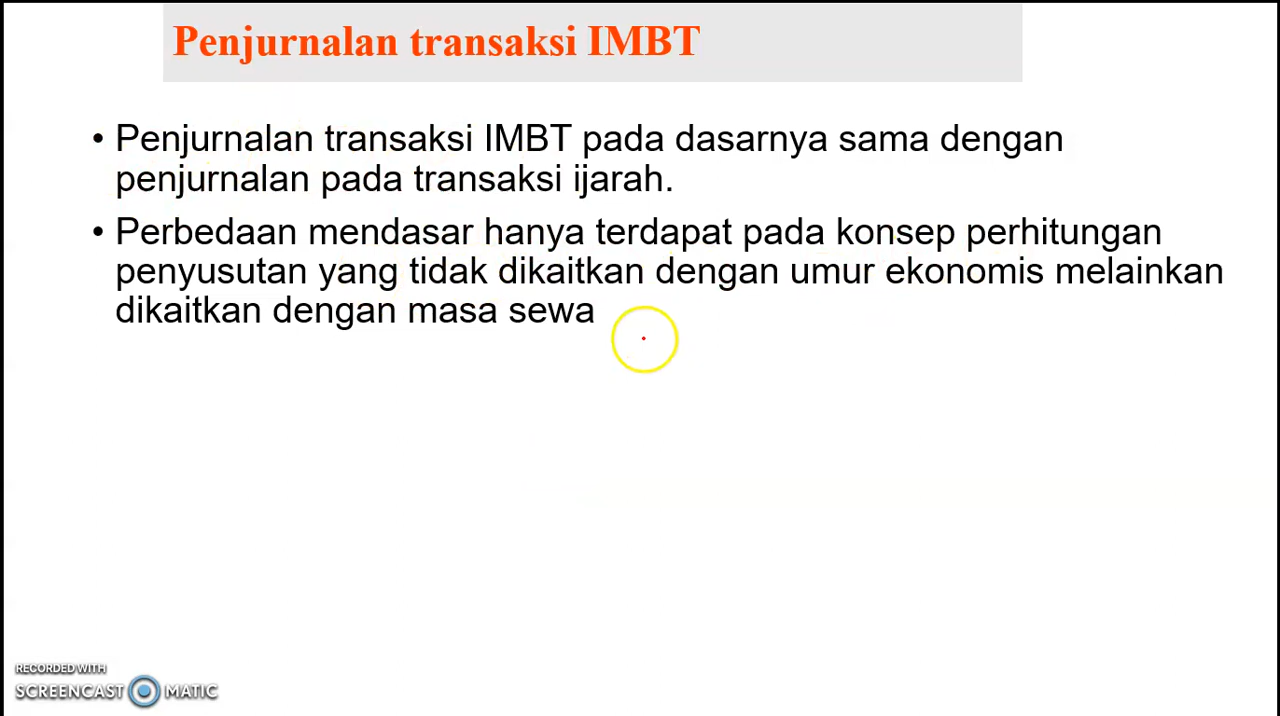 Penjurnalan transaksi IMBT
• Penjurnalan transaksi IMBT pada dasarnya sama dengan
penjurnalan pada transaksi ijarah.
• Perbedaan mendasar hanya terdapat pada konsep perhitungan
penyusutan yang tidak dikaitkan dengan umur ekonomis melainkan
dikaitkan dengan masa sewa
RECORDED WITH
SCREENCAST MATIC